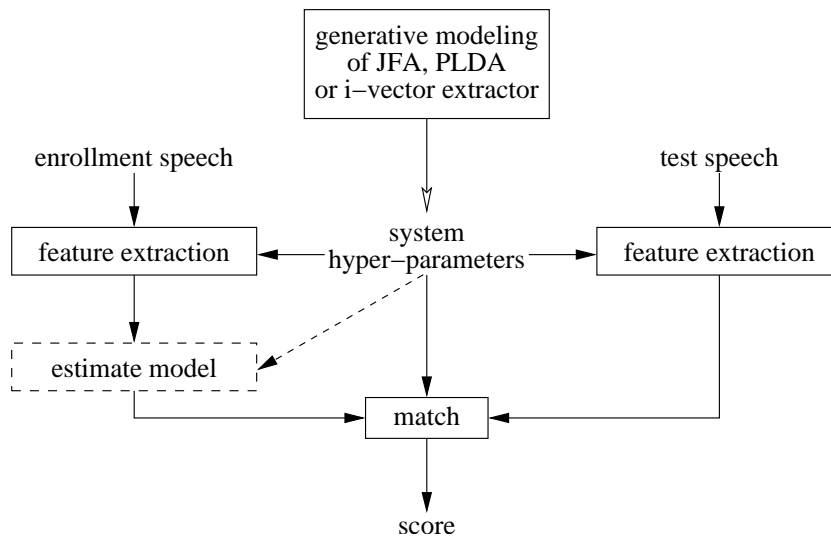 generative modeling
of JFA, PLDA
or i−vector extractor
enrollment speech
test speech
feature extraction
system
hyper−parameters
feature extraction
estimate model
match
score